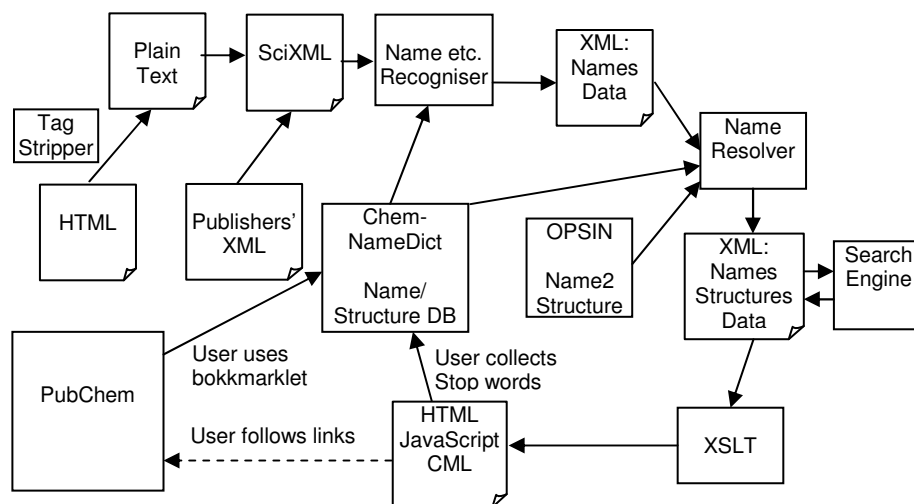 Plain
Text
SciXML
Name etc.
Recogniser
XML:
Names
Data
Tag
Stripper
Name
Resolver
HTML
Publishers'
XML
Chem-
NameDict
Name/
Structure DB
OPSIN
Name2
Structure
XML:
Names
Structures
Data
Search
Engine
PubChem
User uses
bokkmarklet
User collects
Stop words
User follows links
HTML
JavaScript
CML
XSLT